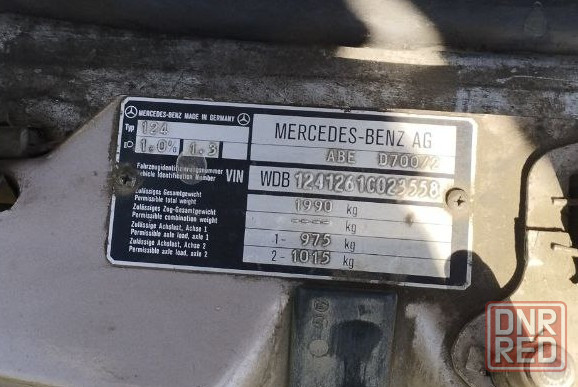 MERCEDES-BENZ MADE IN GERMANY
Typ 124
1.0% 1.3
Fahrzeugidentifizierungsnummer
Vehicle Identification Number
VIN
Zulässiges Gesamtgewicht
Permissible total weight
Zulässiges Zug-Gesamtgewicht
Permissible combination weight
Zulässige Achslast, Achse 1
Permissible axle load, axle 1
Zulässige Achslast, Achse 2
Permissible axle load, axle 2
MERCEDES-BENZ AG
ABE D700/2
WDB 1241261C023558
1990 kg
---- kg
1- 975 kg
2- 1015 kg
DNR
RED